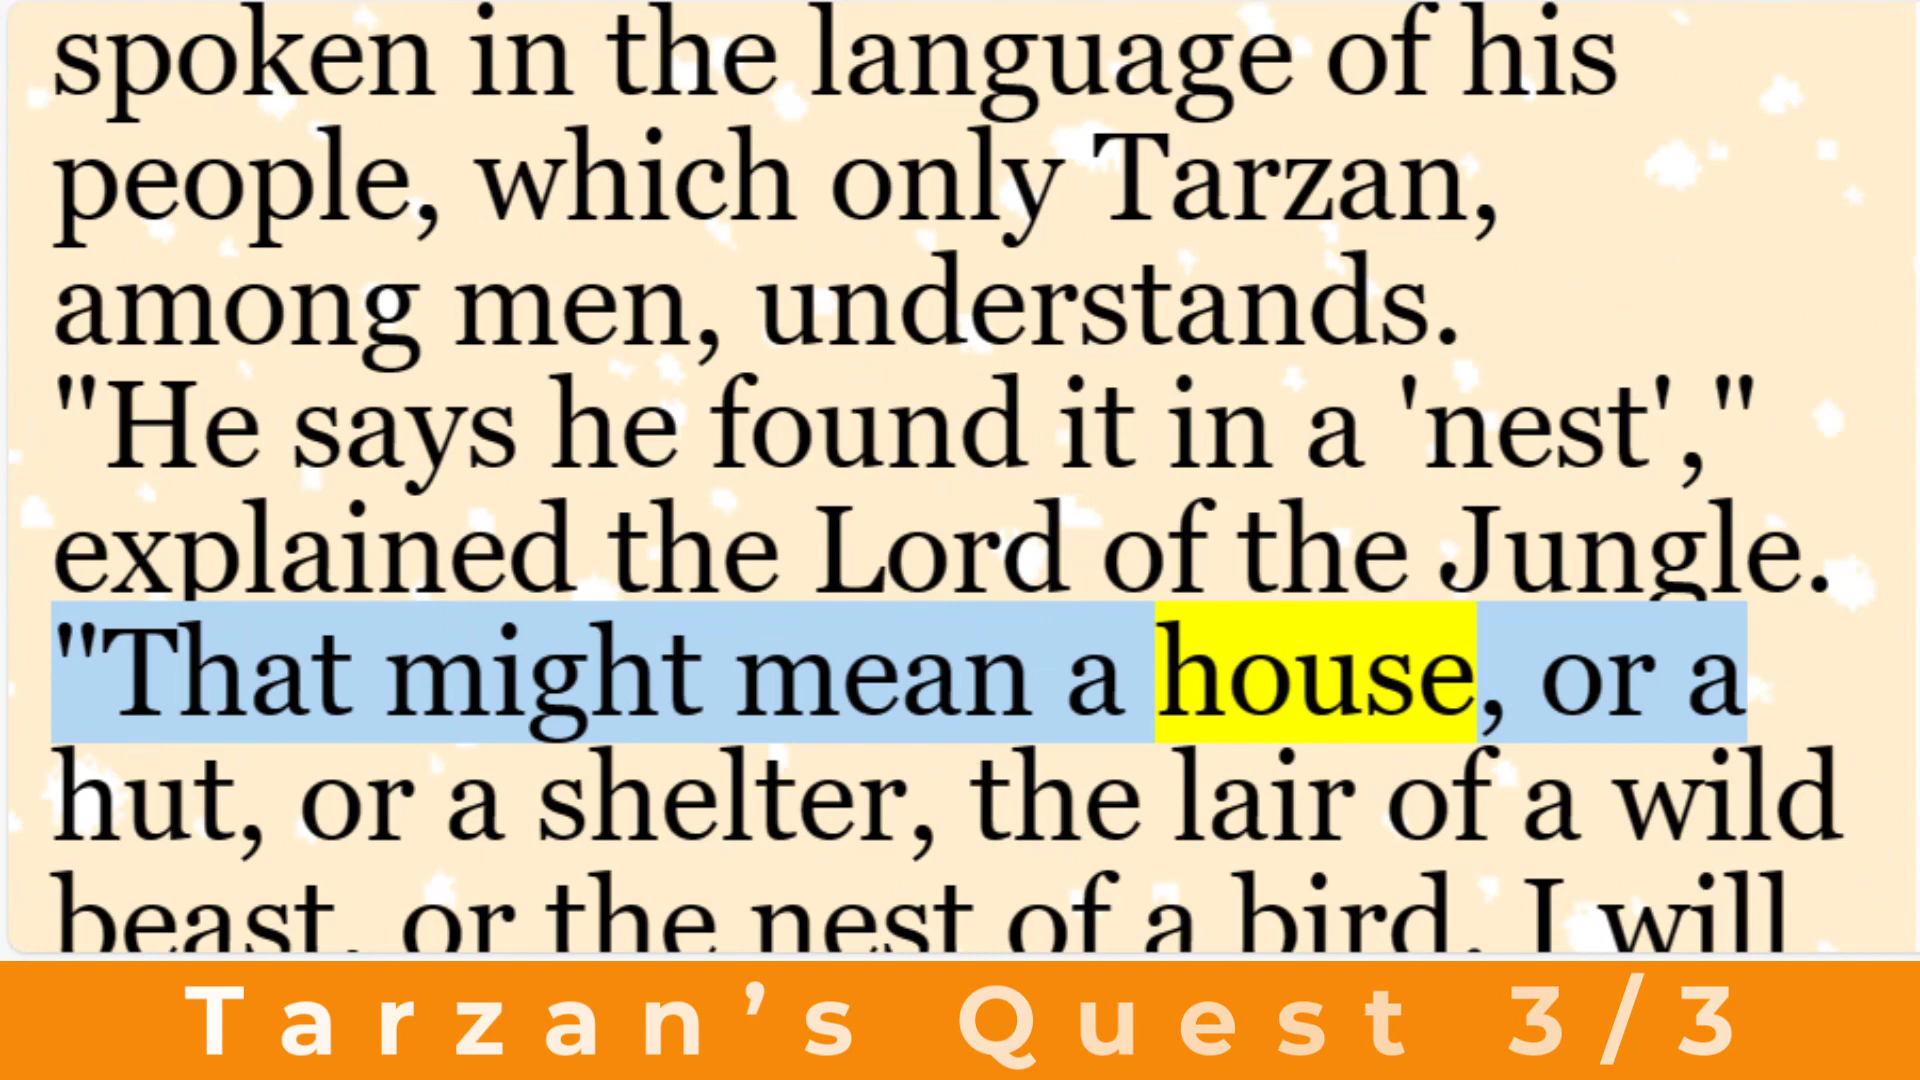 spoken in the language of his
people, which only Tarzan,
among men, understands.
"He says he found it in a 'nest',"
explained the Lord of the Jungle.
"That might mean a house, or a
hut, or a shelter, the lair of a wild
beast, or the nest of a bird. I will
Tarzan’s Quest 3/3